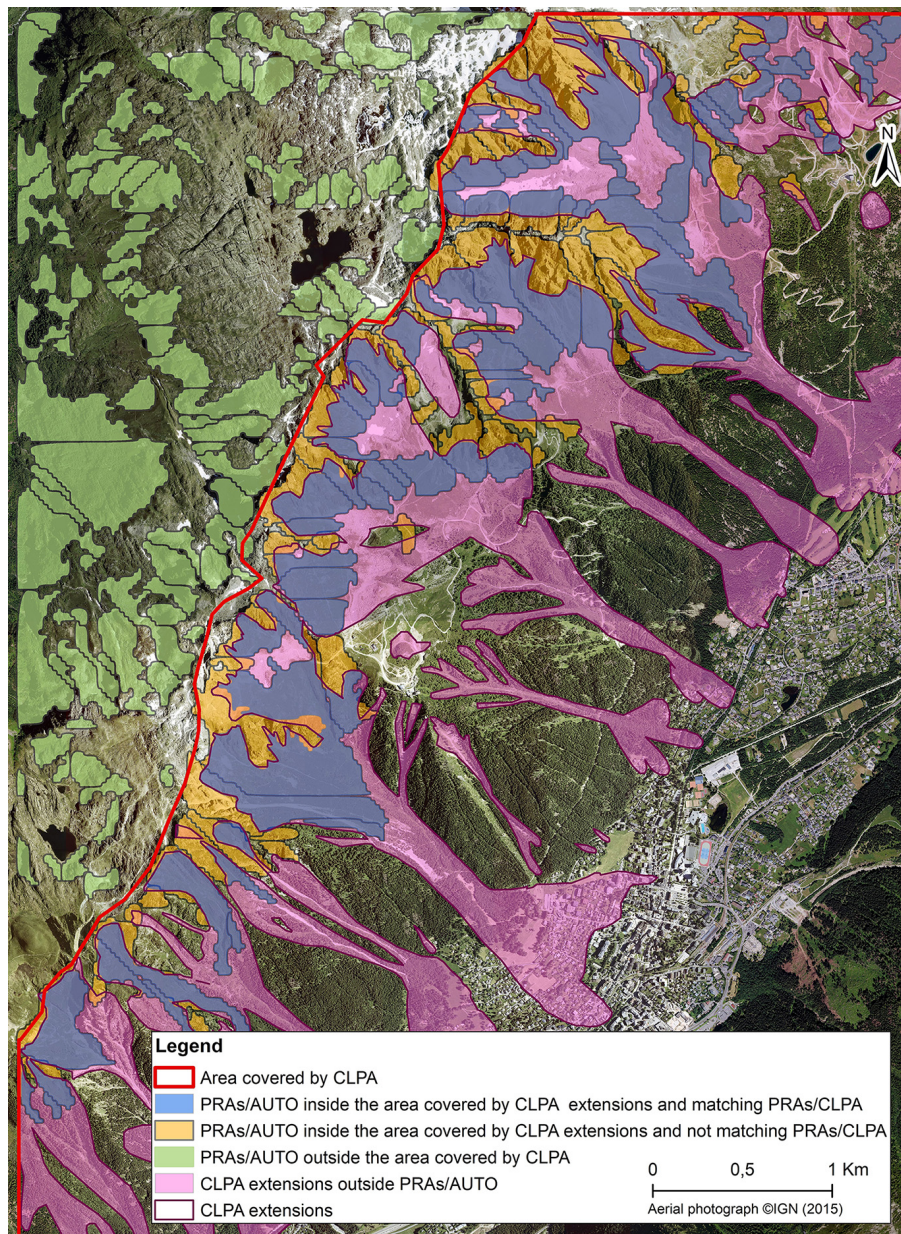 N
Legend
Area covered by CLPA
PRAs/AUTO inside the area covered by CLPA extensions and matching PRAs/CLPA
PRAs/AUTO inside the area covered by CLPA extensions and not matching PRAs/CLPA
PRAs/AUTO outside the area covered by CLPA
CLPA extensions outside PRAs/AUTO
CLPA extensions
0 0,5 1 Km
Aerial photograph ©IGN (2015)